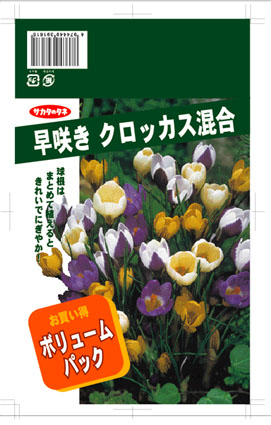 サカタのタネ
早咲き クロッカス混合
球根は
まとめて植えると
きれいでにぎやか!
お買い得
ボリューム
パック